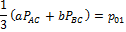 1/3 (aP_AC + bP_BC) = p_01